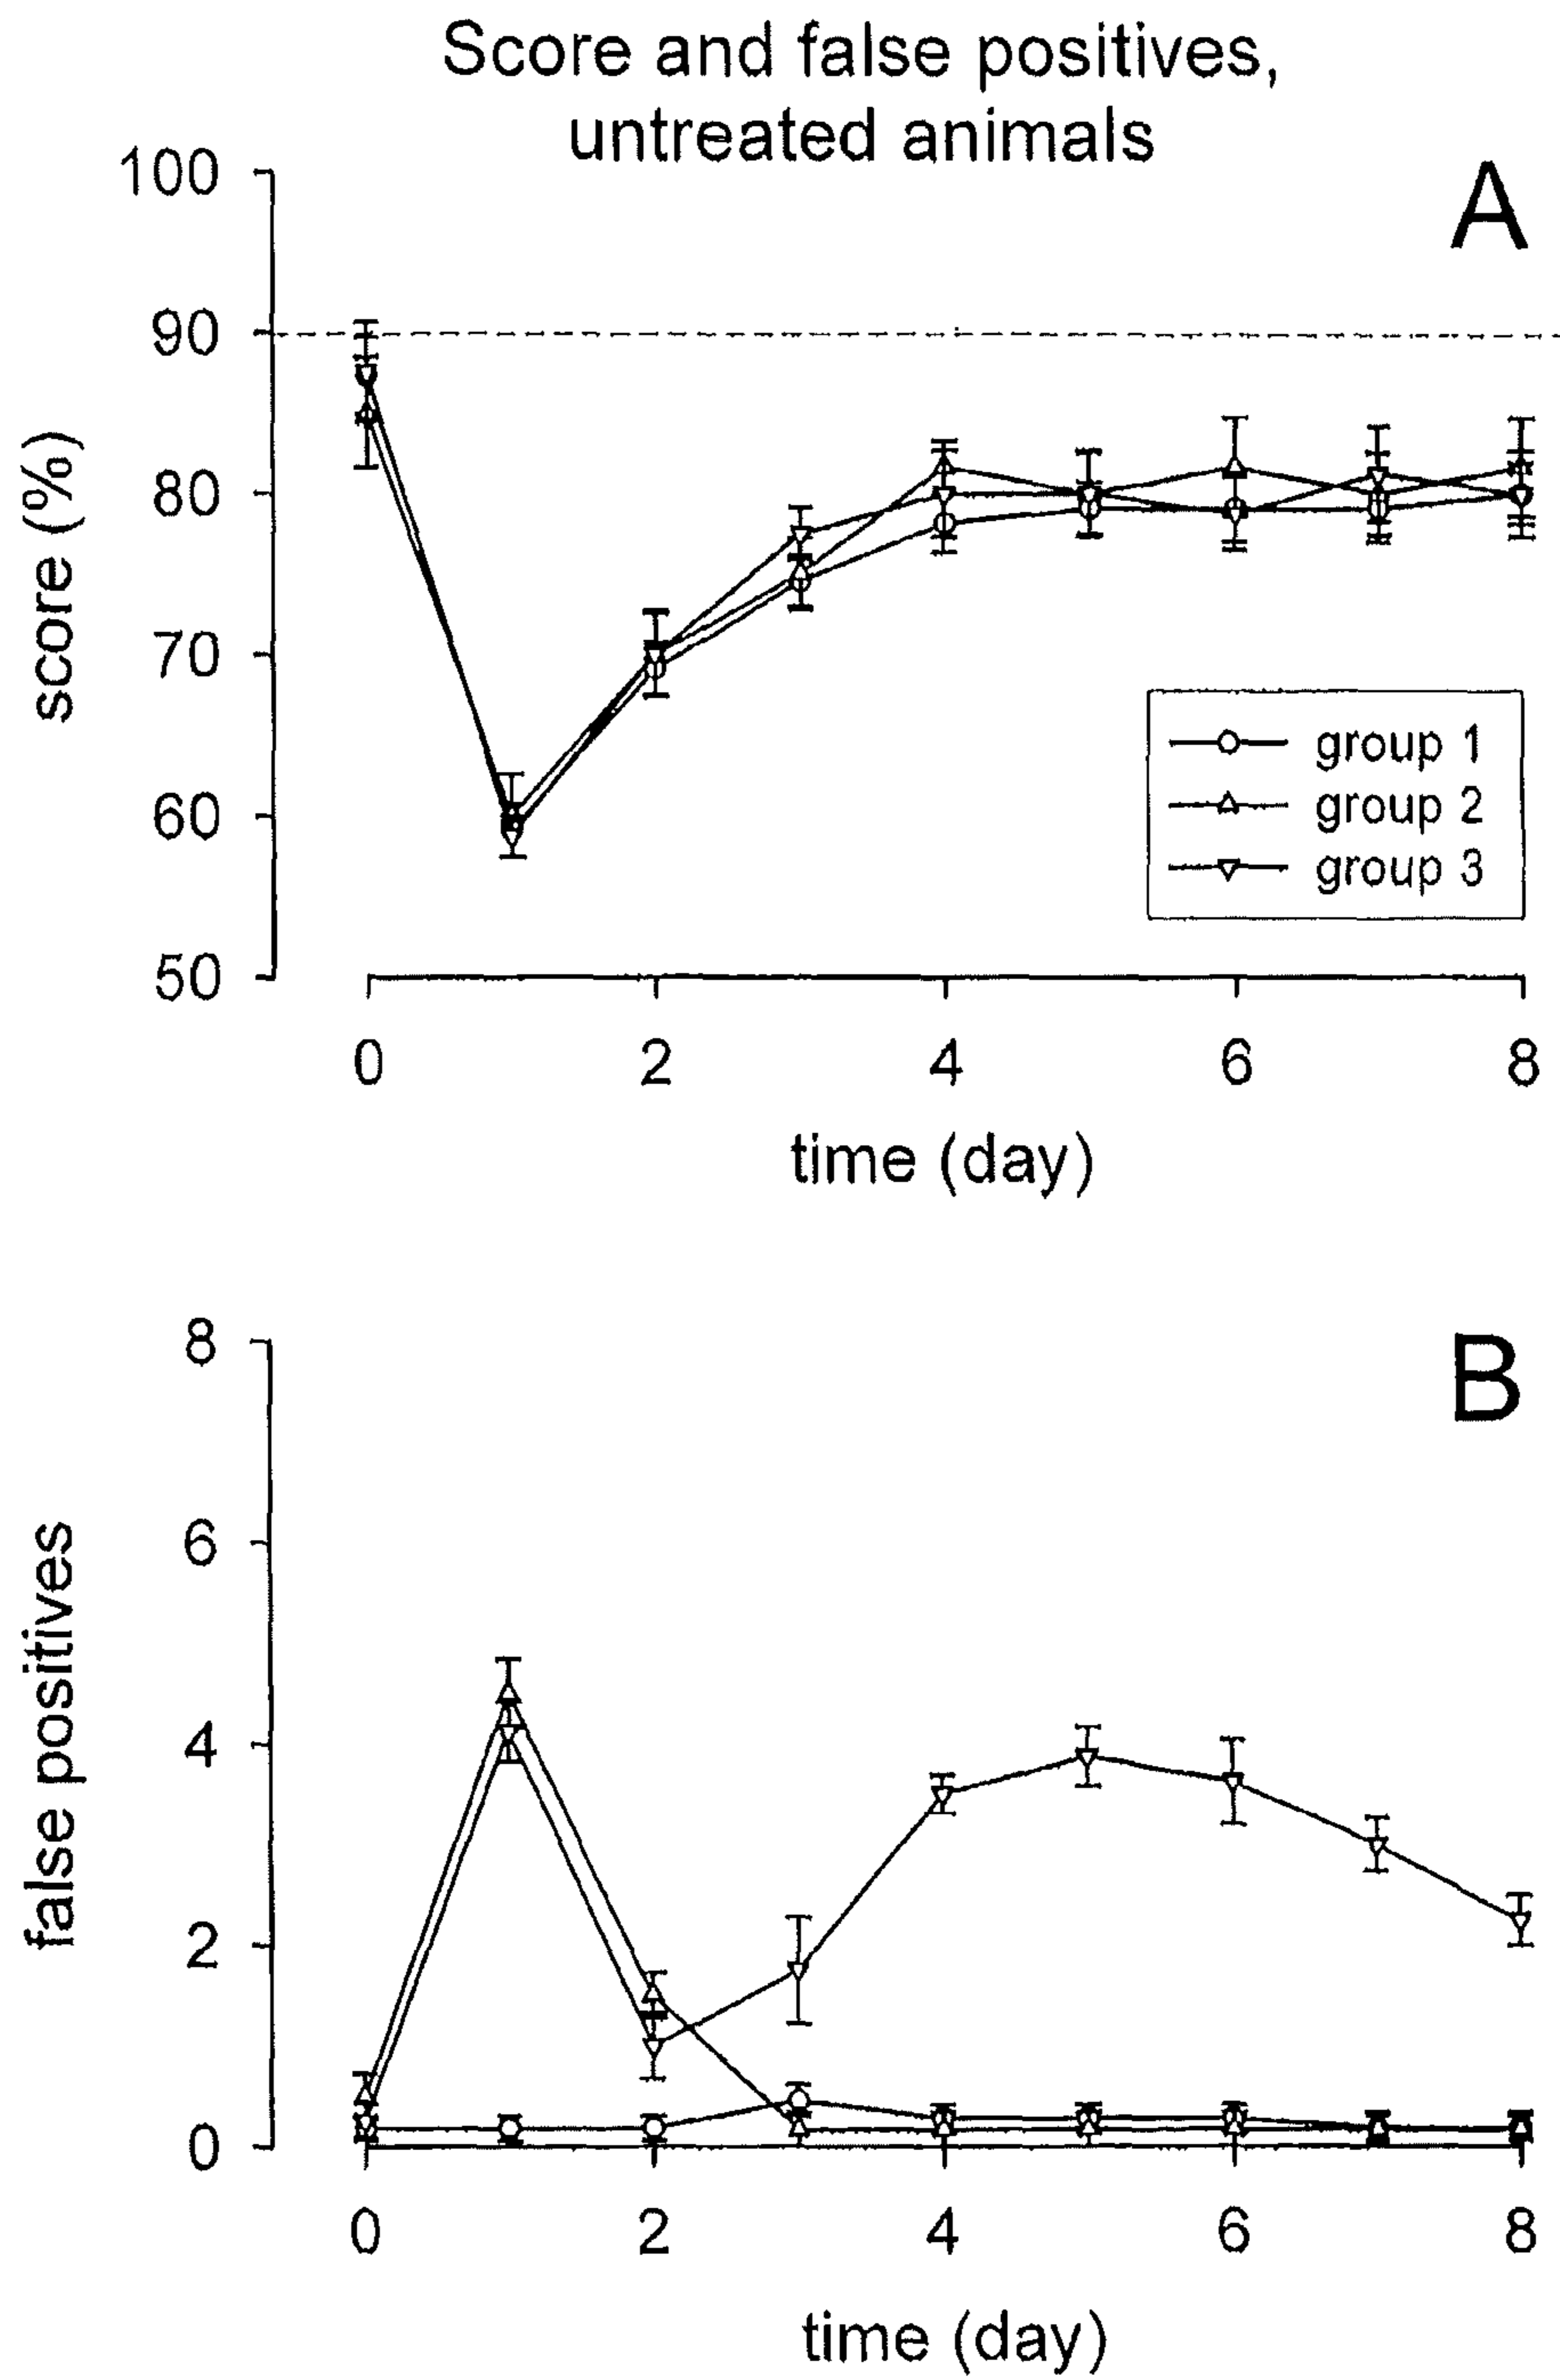 Score and false positives,
untreated animals
A
100
90
80
70
60
50
score (%)
group 1
group 2
group 3
0 2 4 6 8
time (day)
B
8
6
4
2
0
false positives
0 2 4 6 8
time (day)